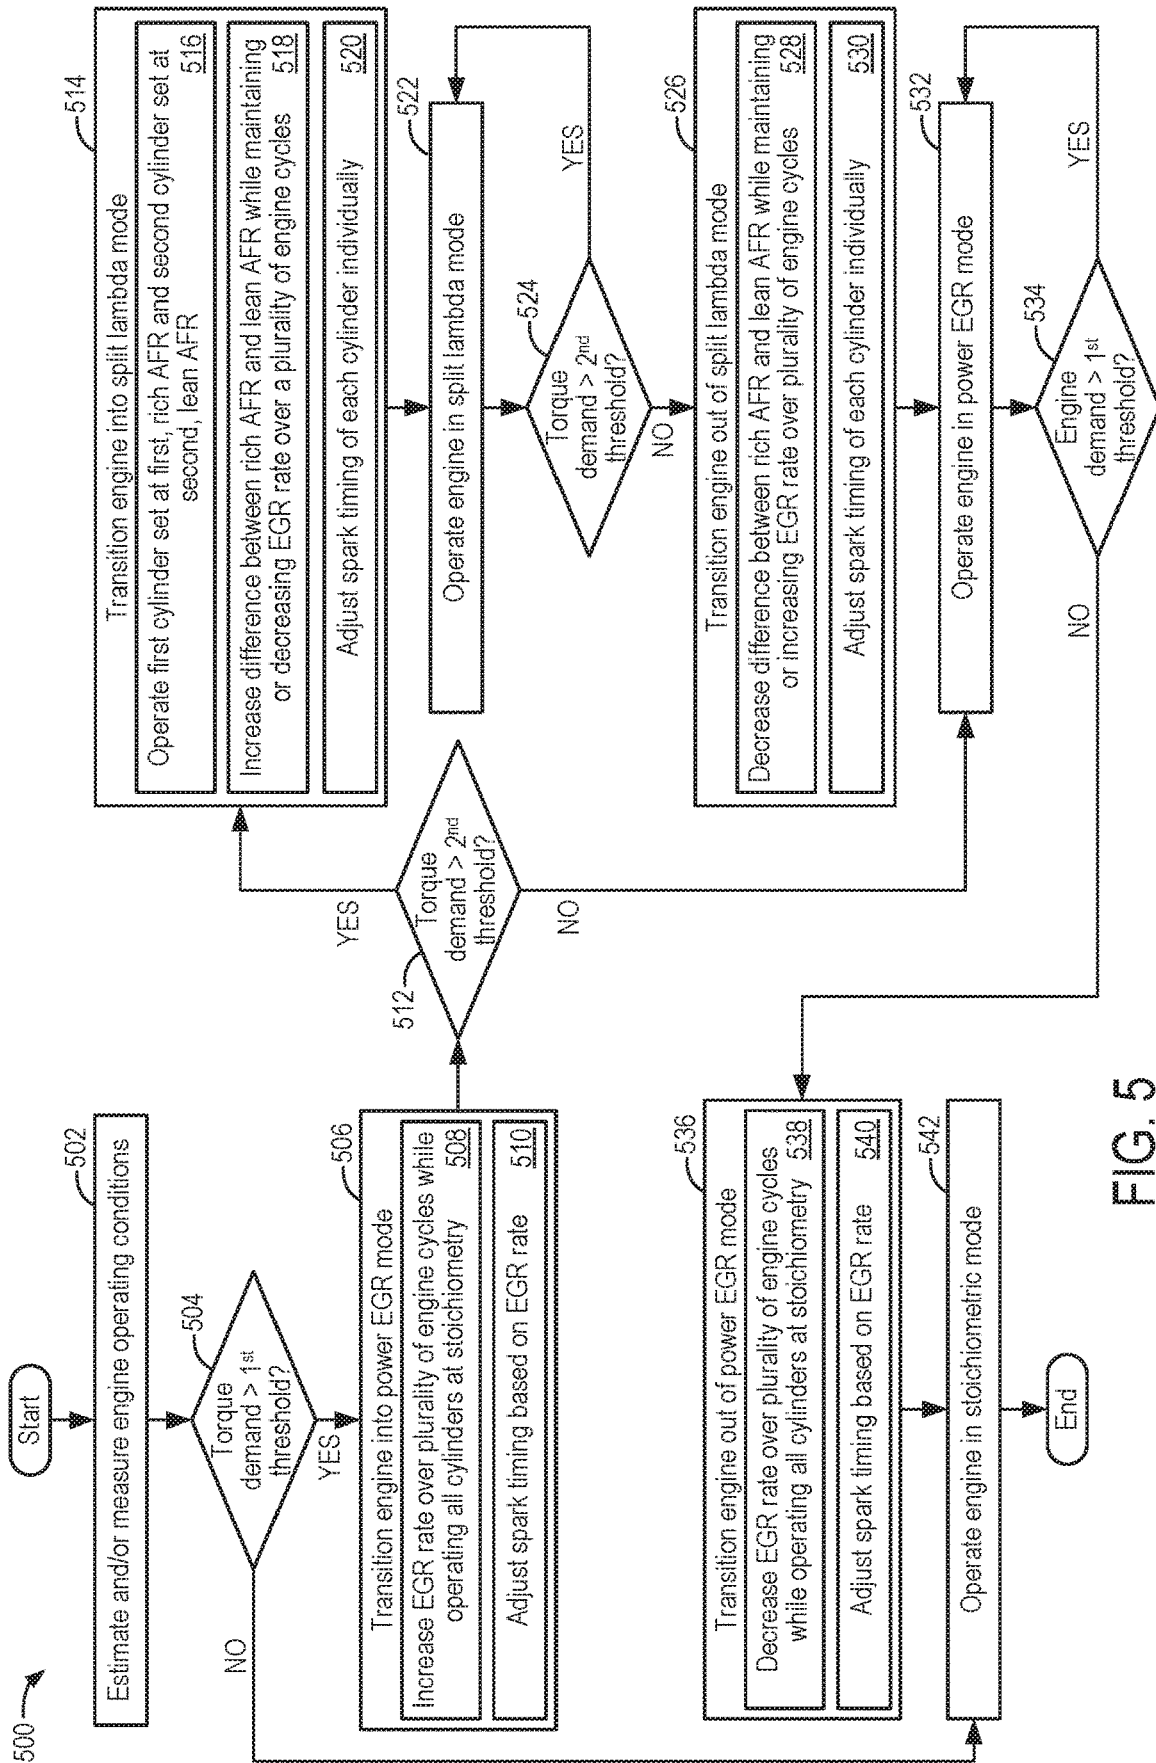 500
Start
502
Estimate and/or measure engine operating conditions
504
Torque
demand > 1st
threshold?
NO
YES
506
Transition engine into power EGR mode
Increase EGR rate over plurality of engine cycles while
operating all cylinders at stoichiometry 508
Adjust spark timing based on EGR rate 510
512
Torque
demand > 2nd
threshold?
YES
NO
514
Transition engine into split lambda mode
Operate first cylinder set at first, rich AFR and second cylinder set at
second, lean AFR 516
Increase difference between rich AFR and lean AFR while maintaining
or decreasing EGR rate over a plurality of engine cycles 518
Adjust spark timing of each cylinder individually 520
522
Operate engine in split lambda mode
524
Torque
demand > 2nd
threshold?
YES
NO
526
Transition engine out of split lambda mode
Decrease difference between rich AFR and lean AFR while maintaining
or increasing EGR rate over plurality of engine cycles 528
Adjust spark timing of each cylinder individually 530
532
Operate engine in power EGR mode
534
Engine
demand > 1st
threshold?
YES
NO
536
Transition engine out of power EGR mode
Decrease EGR rate over plurality of engine cycles
while operating all cylinders at stoichiometry 538
Adjust spark timing based on EGR rate 540
542
Operate engine in stoichiometric mode
End
FIG. 5